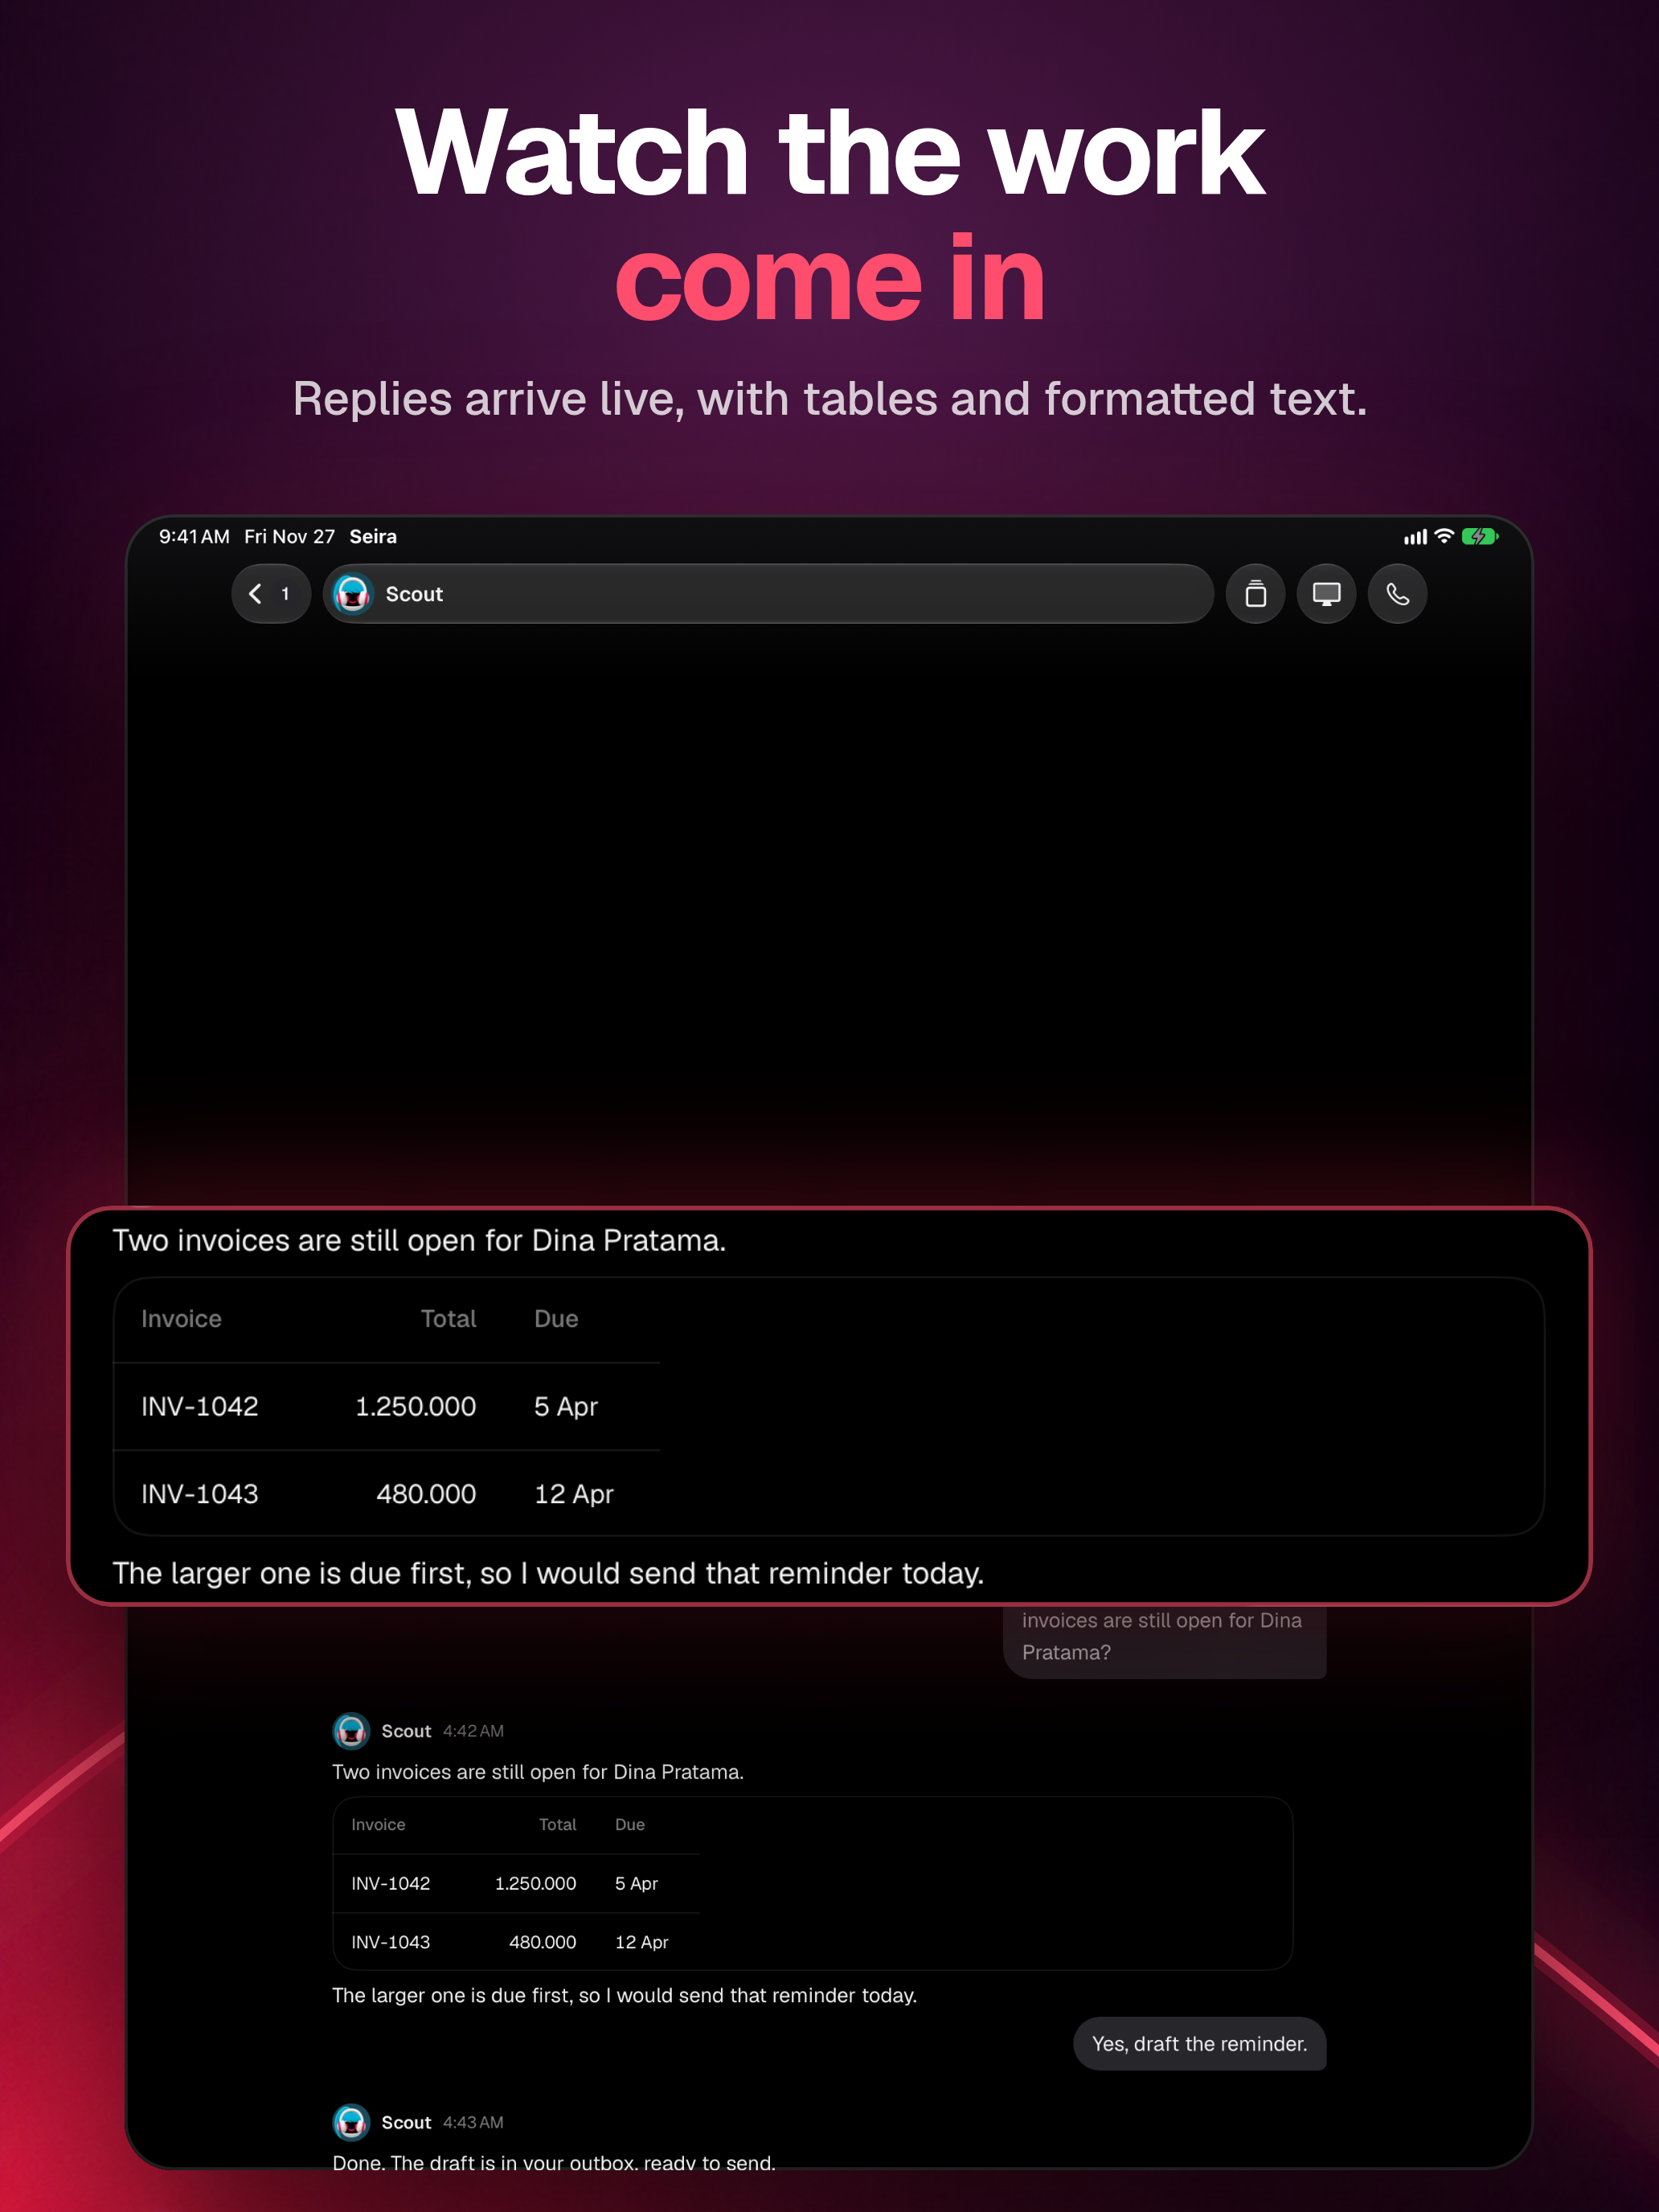 Watch the work
come in
Replies arrive live, with tables and formatted text.
9:41 AM Fri Nov 27 Seira
1 Scout
Two invoices are still open for Dina Pratama.
Invoice Total Due
INV-1042 1.250.000 5 Apr
INV-1043 480.000 12 Apr
The larger one is due first, so I would send that reminder today.
invoices are still open for Dina
Pratama?
Scout 4:42 AM
Two invoices are still open for Dina Pratama.
Invoice Total Due
INV-1042 1.250.000 5 Apr
INV-1043 480.000 12 Apr
The larger one is due first, so I would send that reminder today.
Yes, draft the reminder.
Scout 4:43 AM
Done. The draft is in your outbox, ready to send.